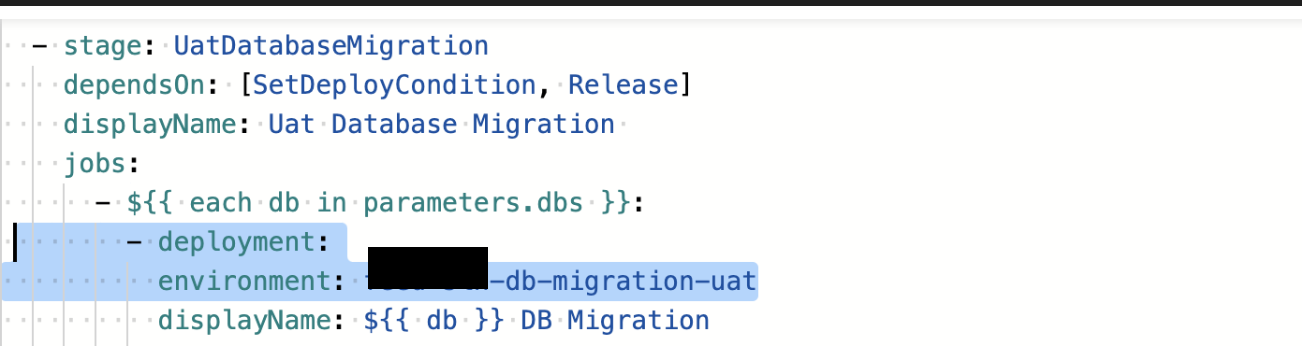 - stage: UatDatabaseMigration
dependsOn: [SetDeployCondition, Release]
displayName: Uat Database Migration
jobs:
- ${{ each db in parameters.dbs }}:
- deployment:
environment: -db-migration-uat
displayName: ${{ db }} DB Migration